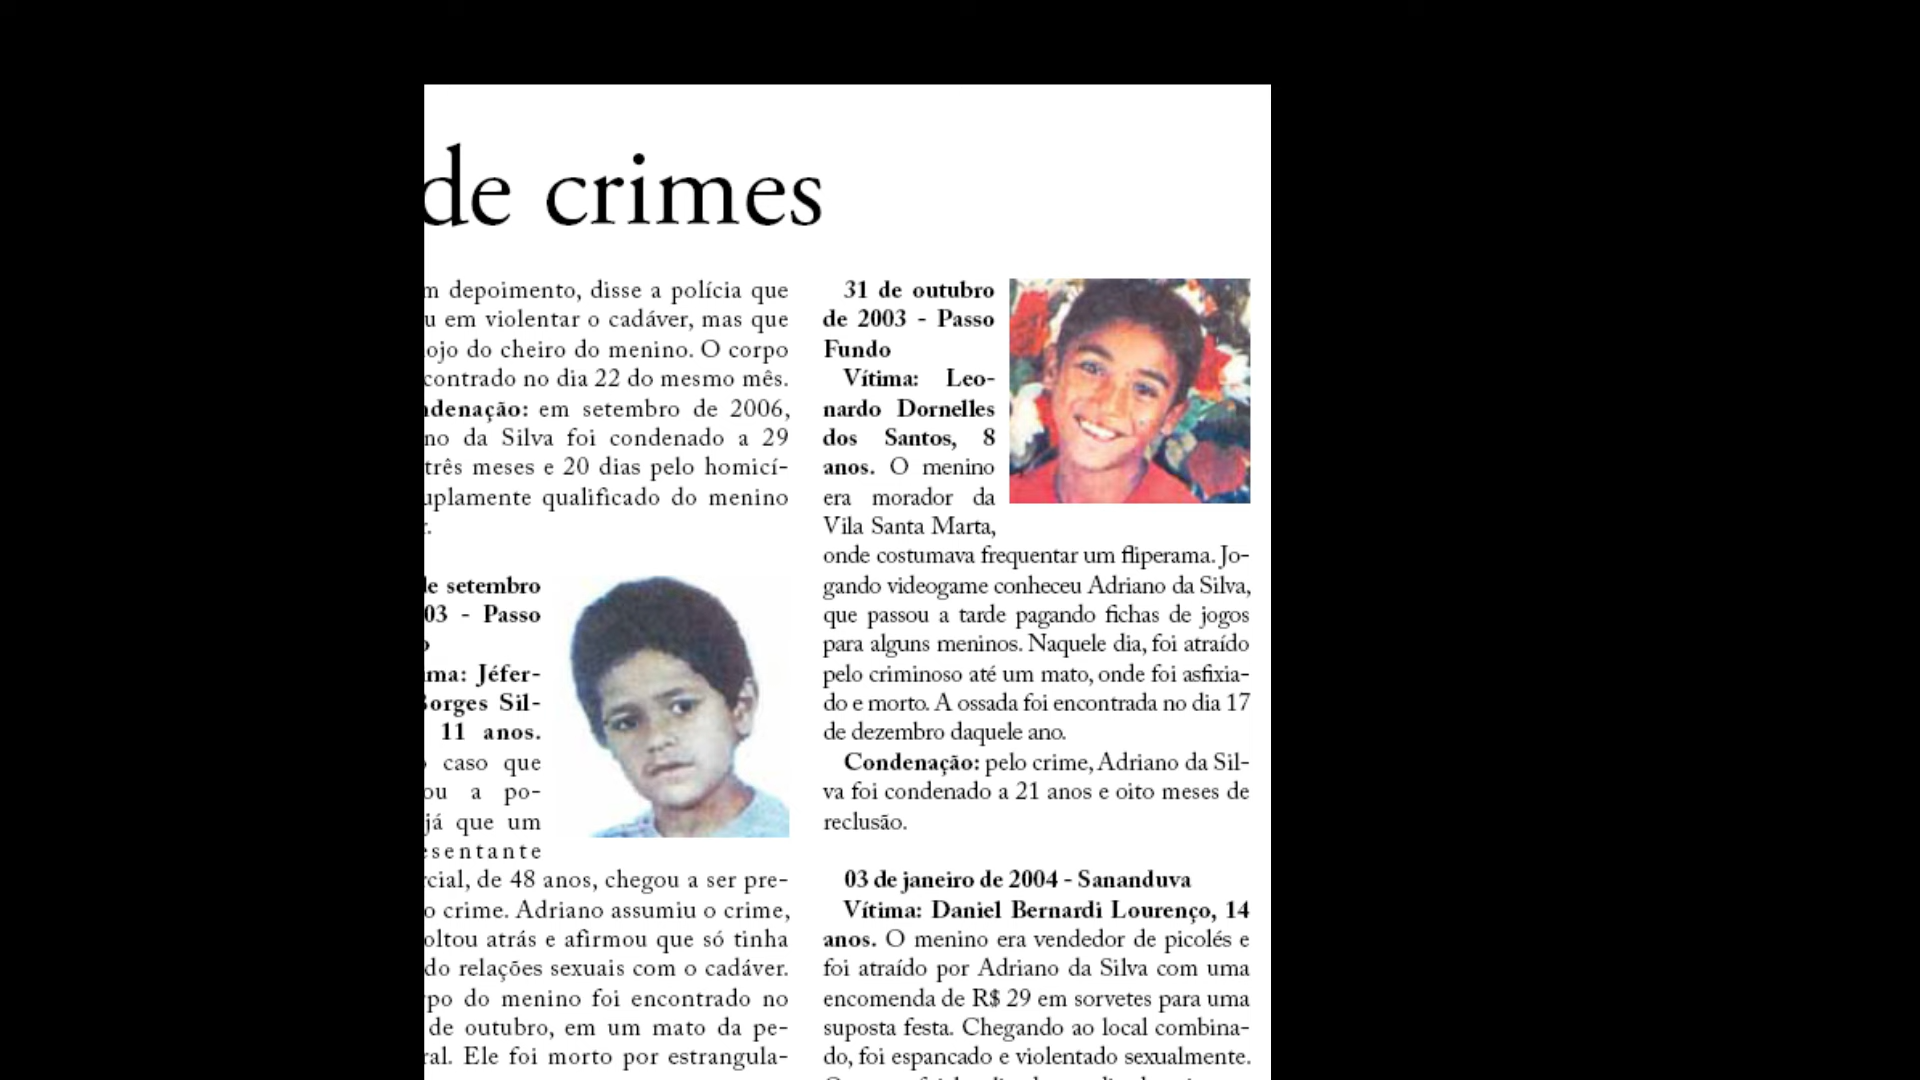 de crimes
depoimento, disse a polícia que
em violentar o cadáver, mas que
do cheiro do menino. O corpo
contrado no dia 22 do mesmo mês.
ndenação: em setembro de 2006,
no da Silva foi condenado a 29
três meses e 20 dias pelo homicí-
uplamente qualificado do menino
de setembro
03 - Passo
ma: Jéfer-
Borges Sil-
11 anos.
caso que
ou a po-
já que um
esentante
cial, de 48 anos, chegou a ser pre-
o crime. Adriano assumiu o crime,
oltou atrás e afirmou que só tinha
do relações sexuais com o cadáver.
po do menino foi encontrado no
de outubro, em um mato da pe-
ral. Ele foi morto por estrangula-
31 de outubro
de 2003 - Passo
Fundo
Vítima: Leo-
nardo Dornelles
dos Santos, 8
anos. O menino
era morador da
Vila Santa Marta,
onde costumava frequentar um fliperama. Jo-
gando videogame conheceu Adriano da Silva,
que passou a tarde pagando fichas de jogos
para alguns meninos. Naquele dia, foi atraído
pelo criminoso até um mato, onde foi asfixia-
do e morto. A ossada foi encontrada no dia 17
de dezembro daquele ano.
Condenação: pelo crime, Adriano da Sil-
va foi condenado a 21 anos e oito meses de
reclusão.
03 de janeiro de 2004 - Sananduva
Vítima: Daniel Bernardi Lourenço, 14
anos. O menino era vendedor de picolés e
foi atraído por Adriano da Silva com uma
encomenda de R$ 29 em sorvetes para uma
suposta festa. Chegando ao local combina-
do, foi espancado e violentado sexualmente.